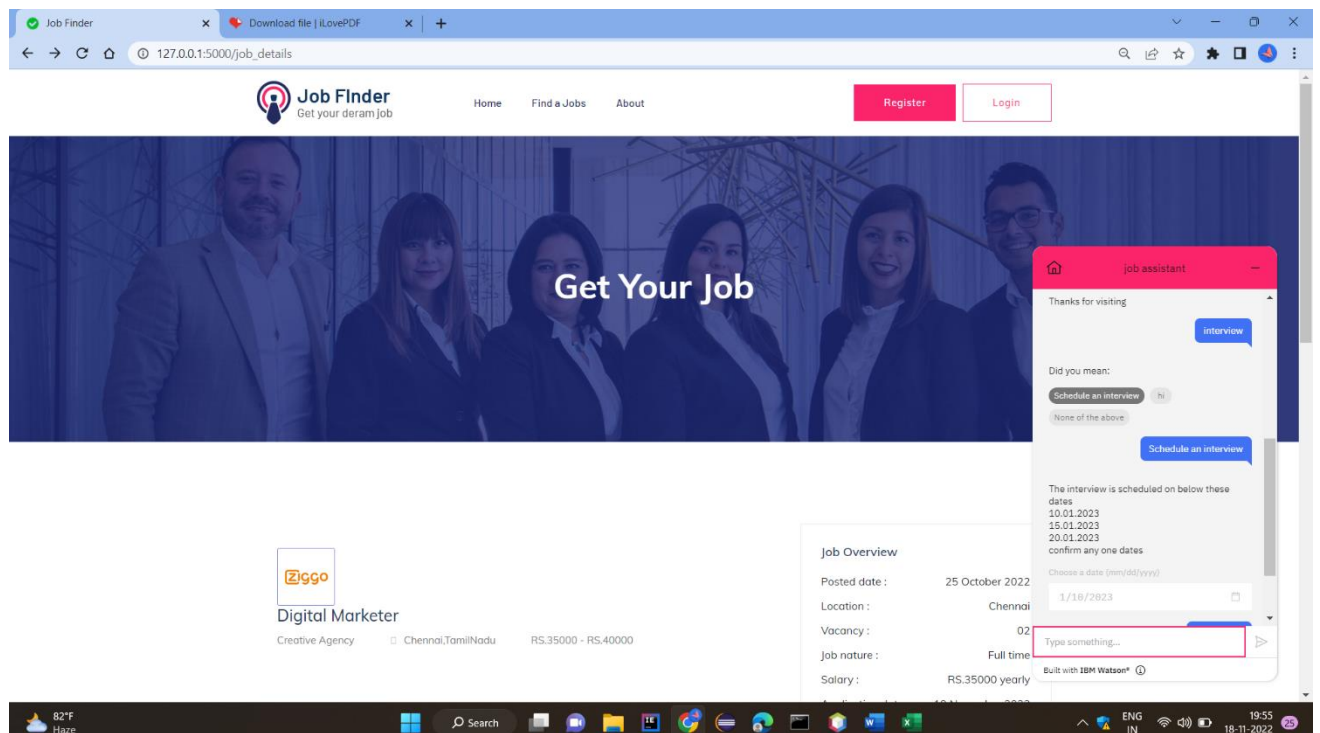 Job Finder
Download file | iLovePDF
127.0.0.1:5000/job_details
Job FInder
Get your deram job
Home Find a Jobs About
Register Login
Get Your Job
job assistant
Thanks for visiting
interview
Did you mean:
Schedule an interview hi
None of the above
Schedule an interview
The interview is scheduled on below these
dates
10.01.2023
15.01.2023
20.01.2023
confirm any one dates
Choose a date (mm/dd/yyyy)
1/10/2023
Type something...
Built with IBM Watson®
ZIGGO
Digital Marketer
Creative Agency Chennai,TamilNadu RS.35000 - RS.40000
Job Overview
Posted date : 25 October 2022
Location : Chennai
Vacancy : 02
Job nature : Full time
Salary : RS.35000 yearly
82°F
Haze
Search
ENG
IN
19:55
18-11-2022
25